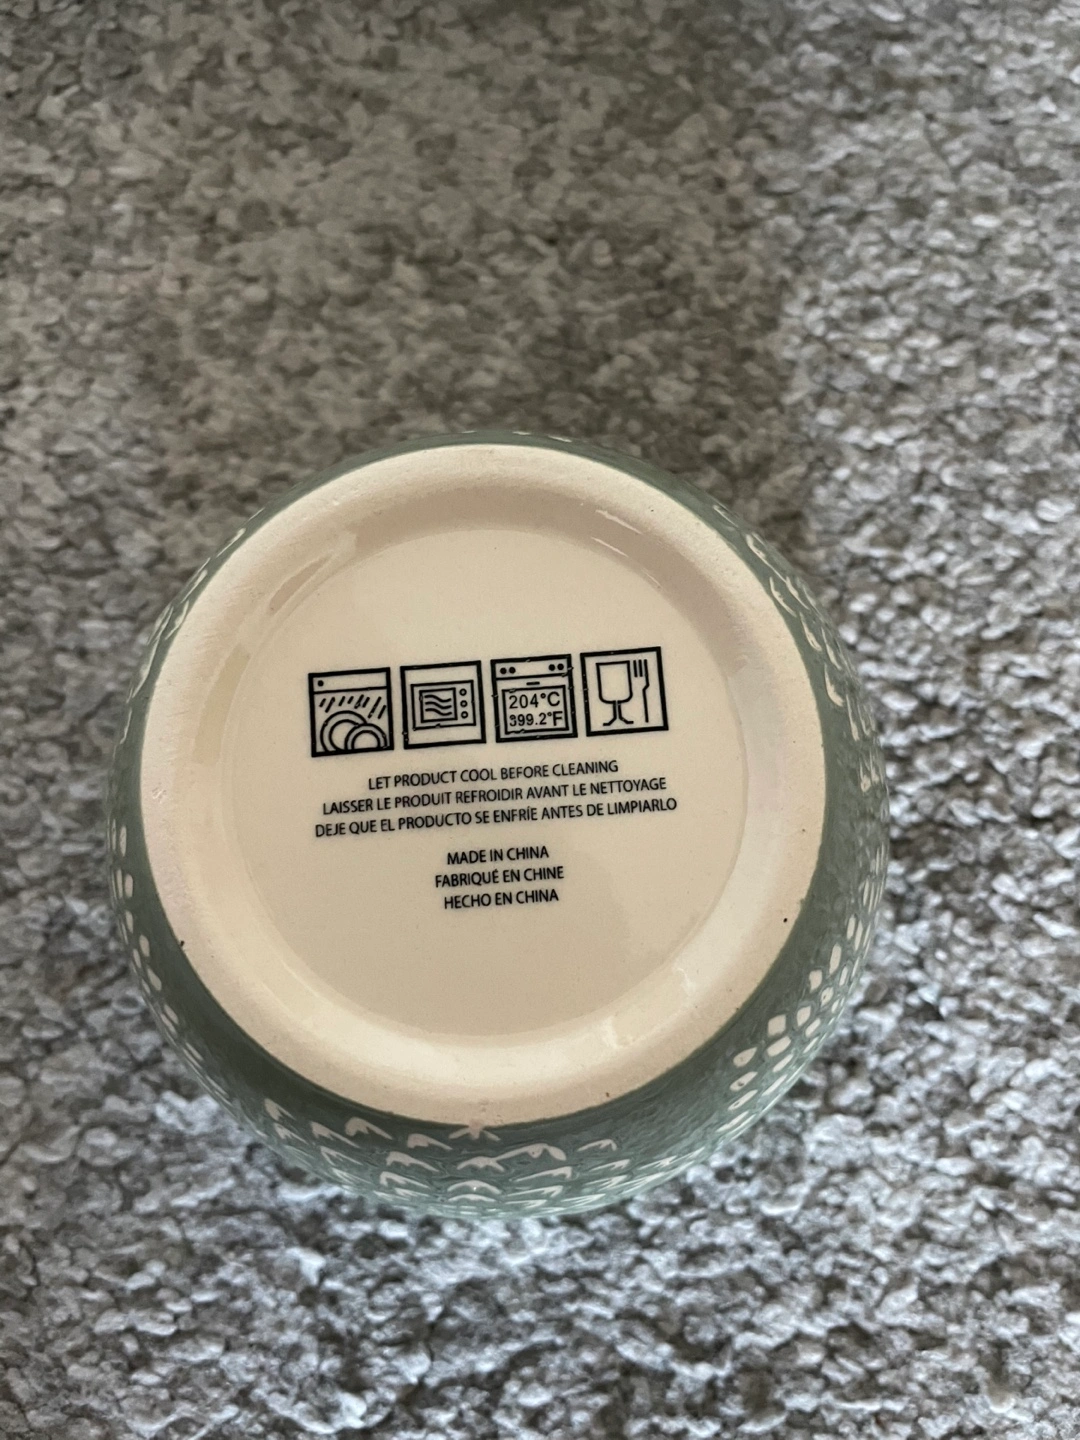 204°C
399.2°F
LET PRODUCT COOL BEFORE CLEANING
LAISSER LE PRODUIT REFROIDIR AVANT LE NETTOYAGE
DEJE QUE EL PRODUCTO SE ENFRÍE ANTES DE LIMPIARLO
MADE IN CHINA
FABRIQUÉ EN CHINE
HECHO EN CHINA